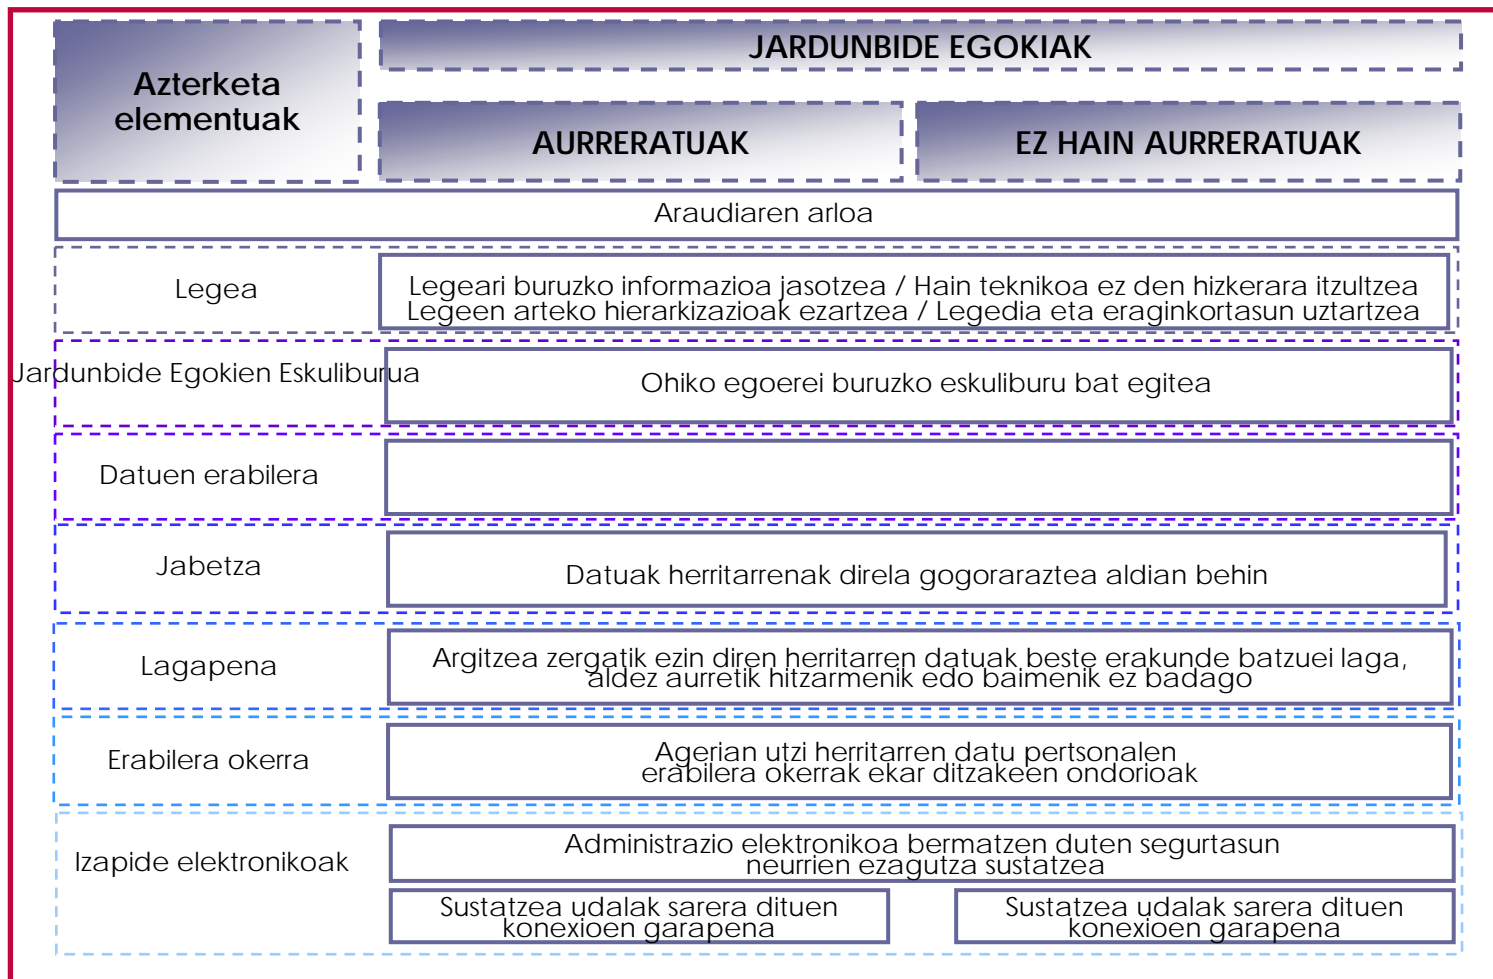 Azterketa
elementuak
JARDUNBIDE EGOKIAK
AURRERATUAK
EZ HAIN AURRERATUAK
Araudiaren arloa
Legea
Legeari buruzko informazioa jasotzea / Hain teknikoa ez den hizkerara itzultzea
Legeen arteko hierarkizazioak ezartzea / Legedia eta eraginkortasun uztartzea
Jardunbide Egokien Eskuliburua
Ohiko egoerei buruzko eskuliburu bat egitea
Datuen erabilera
Jabetza
Datuak herritarrenak direla gogoraraztea aldian behin
Lagapena
Argitzea zergatik ezin diren herritarren datuak beste erakunde batzuei laga,
aldez aurretik hitzarmenik edo baimenik ez badago
Erabilera okerra
Agerian utzi herritarren datu pertsonalen
erabilera okerrak ekar ditzakeen ondorioak
Izapide elektronikoak
Administrazio elektronikoa bermatzen duten segurtasun
neurrien ezagutza sustatzea
Sustatzea udalak sarera dituen
konexioen garapena
Sustatzea udalak sarera dituen
konexioen garapena